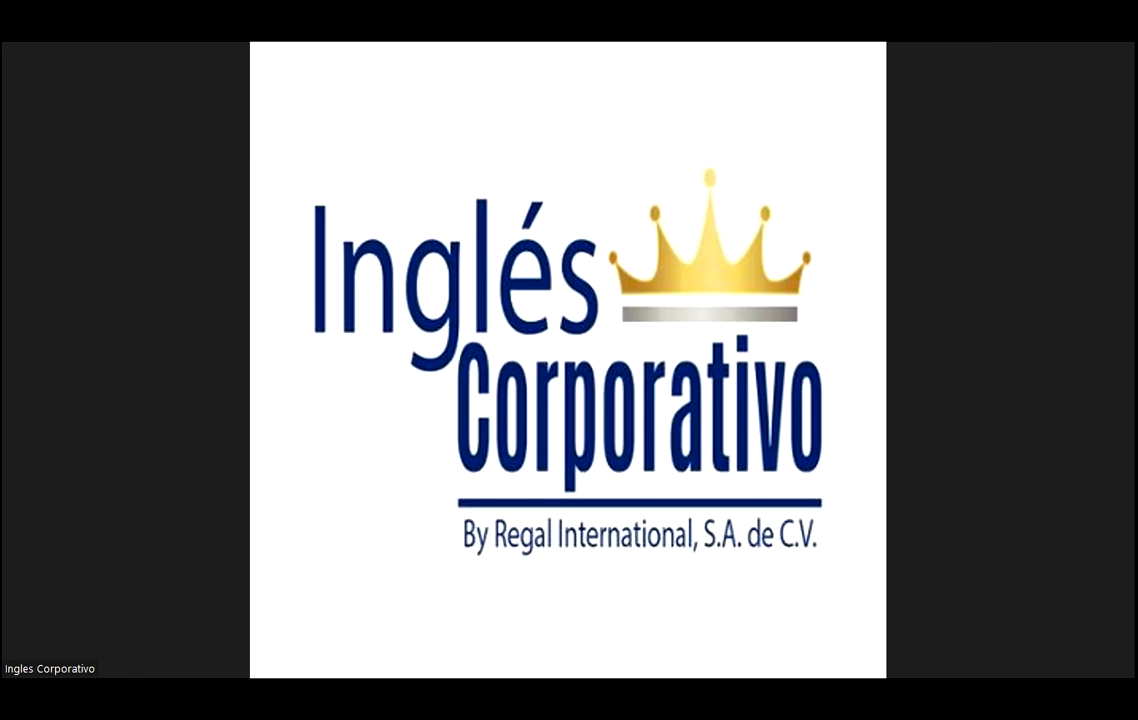 Inglés
Corporativo
By Regal International, S.A. de C.V.
Ingles Corporativo